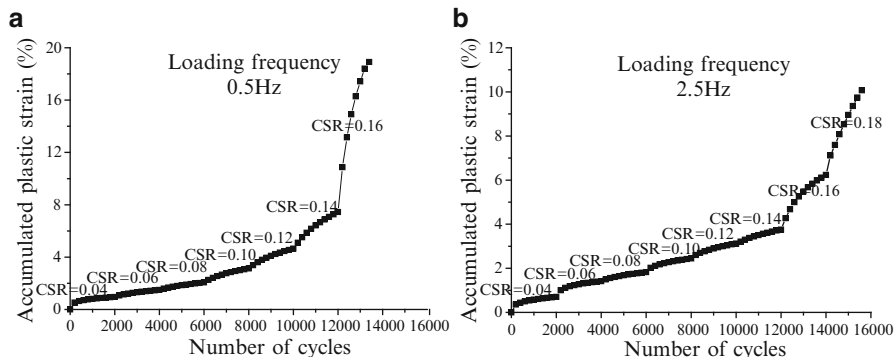 a
Accumulated plastic strain (%)
20
16
12
8
4
0
Loading frequency
0.5Hz
CSR=0.16
CSR=0.14
CSR=0.12
CSR=0.10
CSR=0.08
CSR=0.06
CSR=0.04
0 2000 4000 6000 8000 10000 12000 14000 16000
Number of cycles
b
Accumulated plastic strain (%)
12
10
8
6
4
2
0
Loading frequency
2.5Hz
CSR=0.18
CSR=0.16
CSR=0.14
CSR=0.12
CSR=0.10
CSR=0.08
CSR=0.06
CSR=0.04
0 2000 4000 6000 8000 10000 12000 14000 16000
Number of cycles